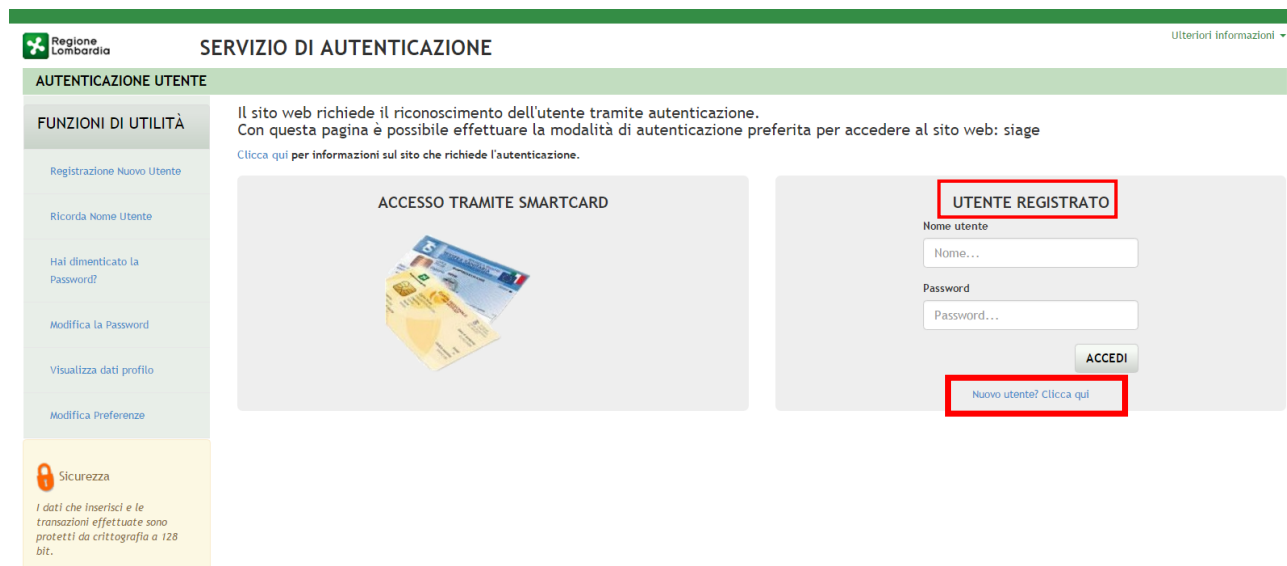 Regione
Lombardia
SERVIZIO DI AUTENTICAZIONE
Ulteriori informazioni
AUTENTICAZIONE UTENTE
FUNZIONI DI UTILITÀ
Registrazione Nuovo Utente
Ricorda Nome Utente
Hai dimenticato la
Password?
Modifica la Password
Visualizza dati profilo
Modifica Preferenze
Sicurezza
I dati che inserisci e le
transazioni effettuate sono
protetti da crittografia a 128
bit.
Il sito web richiede il riconoscimento dell'utente tramite autenticazione.
Con questa pagina è possibile effettuare la modalità di autenticazione preferita per accedere al sito web: siage
Clicca qui per informazioni sul sito che richiede l'autenticazione.
ACCESSO TRAMITE SMARTCARD
UTENTE REGISTRATO
Nome utente
Nome...
Password
Password...
ACCEDI
Nuovo utente? Clicca qui